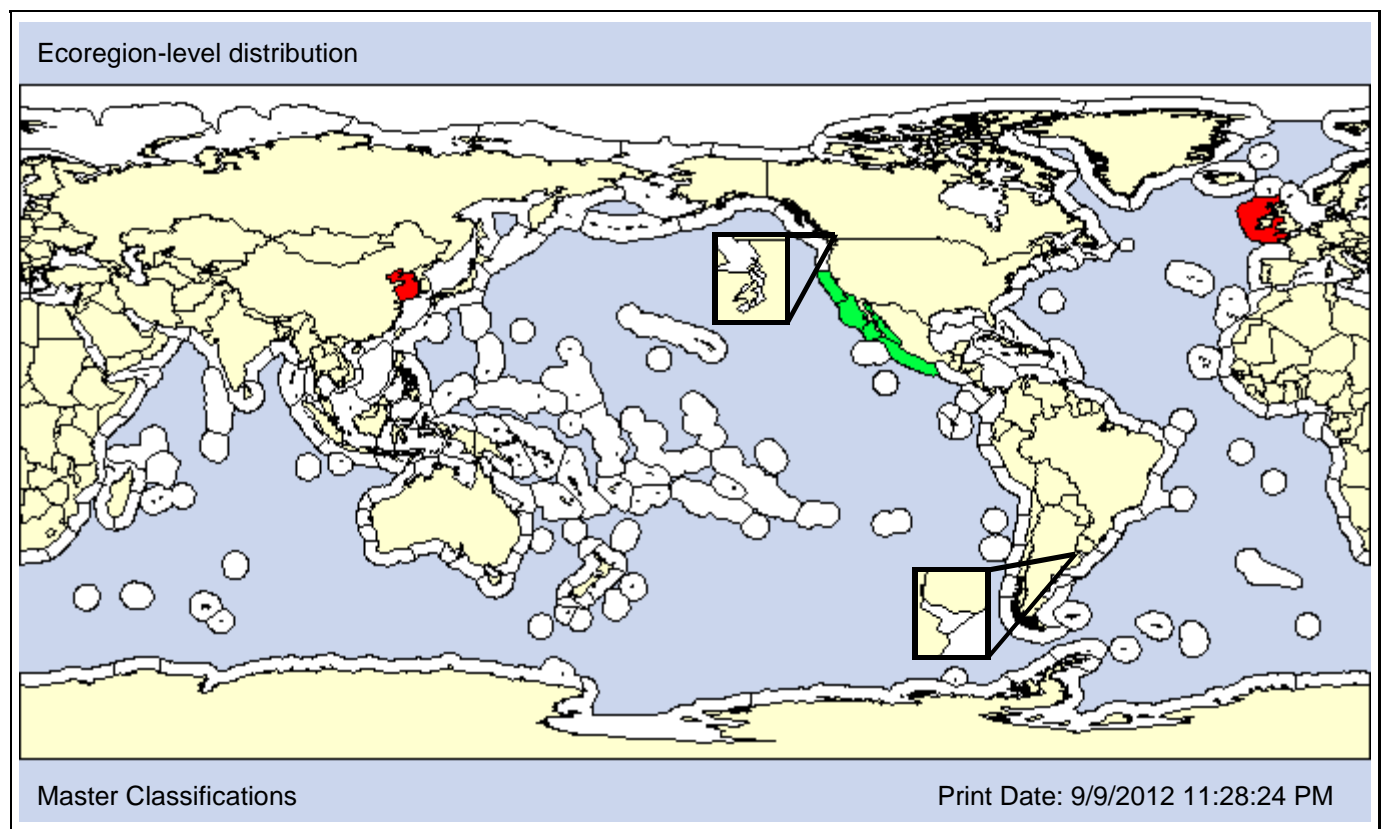 Ecoregion-level distribution
Master Classifications
Print Date: 9/9/2012 11:28:24 PM